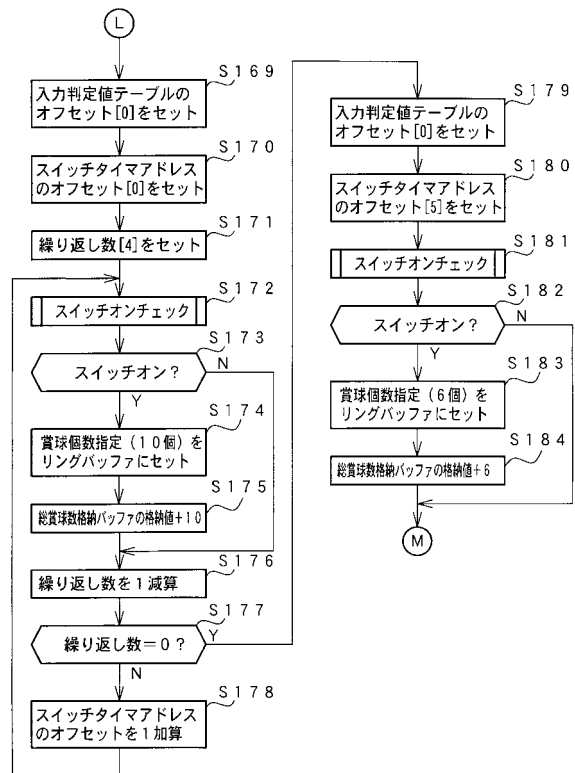 L
S169
入力判定値テーブルの
オフセット[0]をセット
S170
スイッチタイマアドレス
のオフセット[0]をセット
S171
繰り返し数[4]をセット
S172
スイッチオンチェック
S173
スイッチオン?
N
Y
S174
賞球個数指定(10個)を
リングバッファにセット
S175
総賞球数格納バッファの格納値+10
S176
繰り返し数を1減算
S177
繰り返し数=0?
Y
N
S178
スイッチタイマアドレス
のオフセットを1加算
S179
入力判定値テーブルの
オフセット[0]をセット
S180
スイッチタイマアドレス
のオフセット[5]をセット
S181
スイッチオンチェック
S182
スイッチオン?
N
Y
S183
賞球個数指定(6個)を
リングバッファにセット
S184
総賞球数格納バッファの格納値+6
M